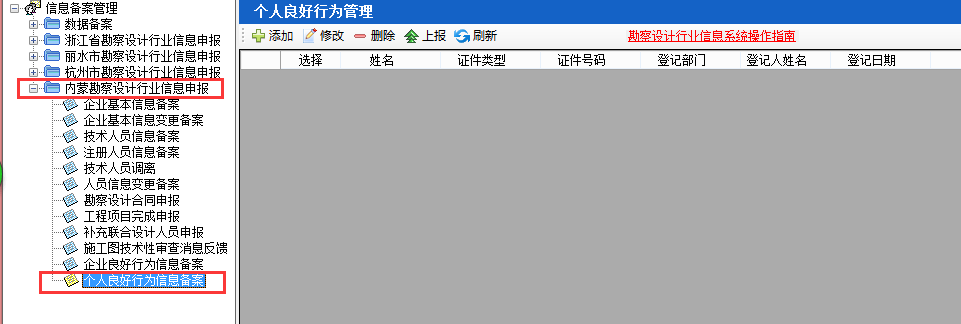 信息备案管理
数据备案
浙江省勘察设计行业信息申报
丽水市勘察设计行业信息申报
杭州市勘察设计行业信息申报
内蒙勘察设计行业信息申报
企业基本信息备案
企业基本信息变更备案
技术人员信息备案
注册人员信息备案
技术人员调离
人员信息变更备案
勘察设计合同申报
工程项目完成申报
补充联合设计人员申报
施工图技术性审查消息反馈
企业良好行为信息备案
个人良好行为信息备案
个人良好行为管理
添加 修改 删除 上报 刷新 勘察设计行业信息系统操作指南
选择 姓名 证件类型 证件号码 登记部门 登记人姓名 登记日期